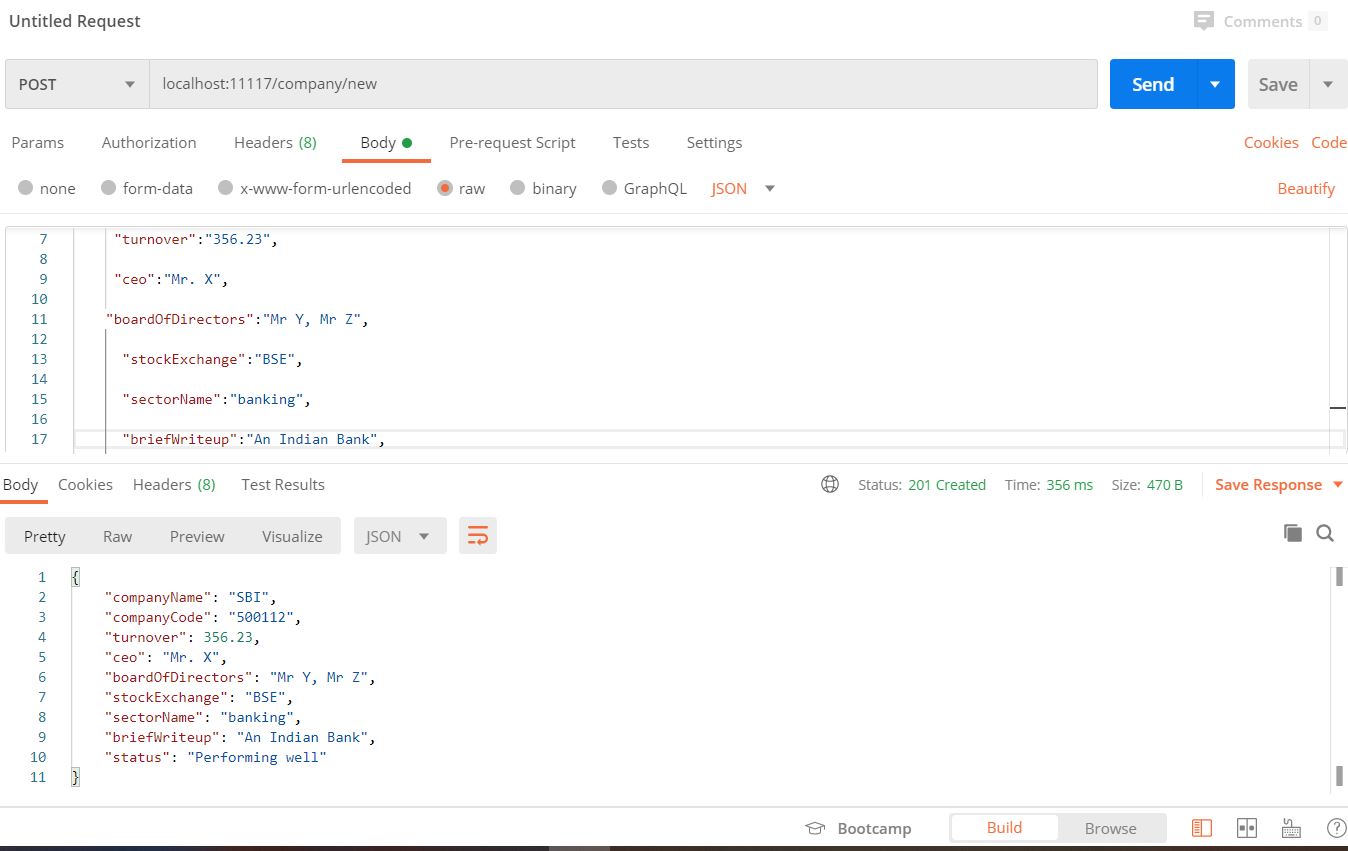 Untitled Request
Comments 0
POST localhost:11117/company/new Send Save
Params Authorization Headers (8) Body Pre-request Script Tests Settings Cookies Code
none form-data x-www-form-urlencoded raw binary GraphQL JSON Beautify
7 "turnover":"356.23",
8
9 "ceo":"Mr. X",
10
11 "boardOfDirectors":"Mr Y, Mr Z",
12
13 "stockExchange":"BSE",
14
15 "sectorName":"banking",
16
17 "briefWriteup":"An Indian Bank",
Body Cookies Headers (8) Test Results Status: 201 Created Time: 356 ms Size: 470 B Save Response
Pretty Raw Preview Visualize JSON
1 {
2 "companyName": "SBI",
3 "companyCode": "500112",
4 "turnover": 356.23,
5 "ceo": "Mr. X",
6 "boardOfDirectors": "Mr Y, Mr Z",
7 "stockExchange": "BSE",
8 "sectorName": "banking",
9 "briefWriteup": "An Indian Bank",
10 "status": "Performing well"
11 }
Bootcamp Build Browse ?